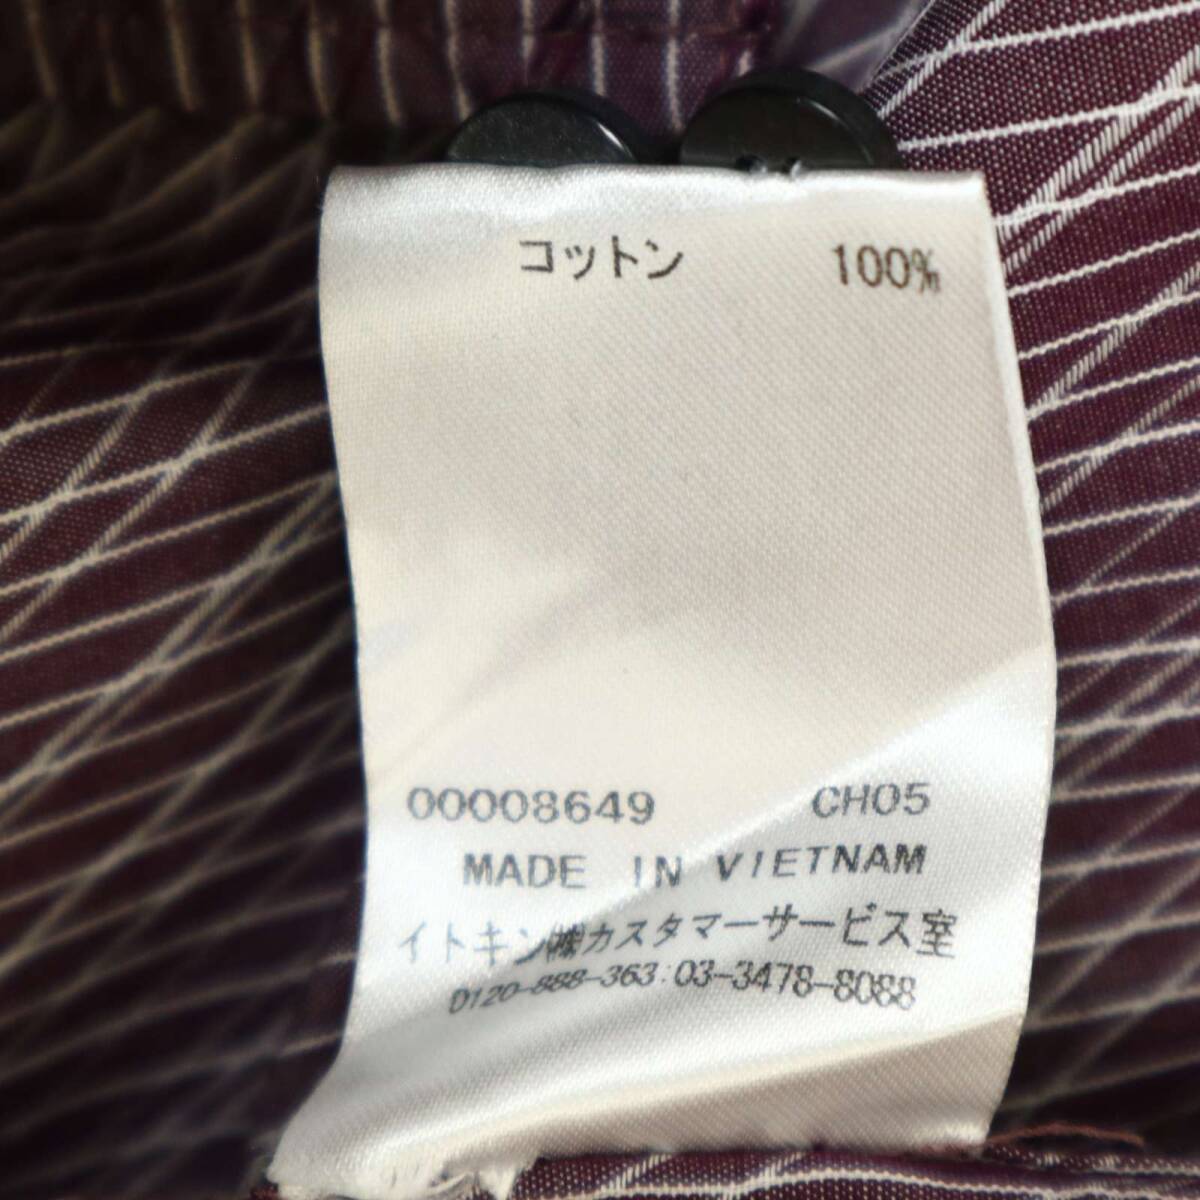 コットン 100%
00008649 CH05
MADE IN VIETNAM
イトキン㈱カスタマーサービス室
0120-888-363:03-3478-8088